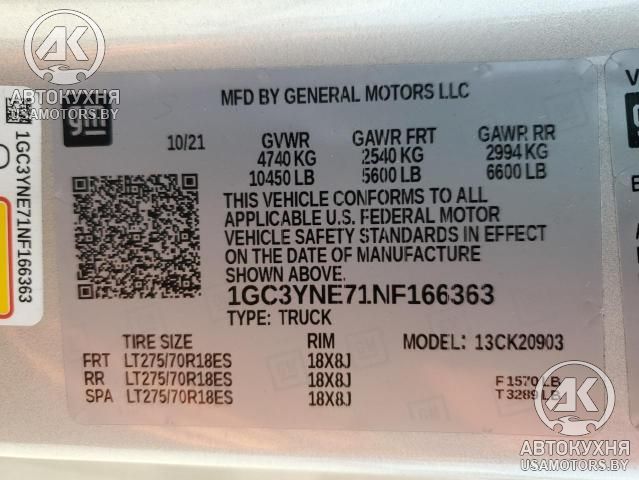 MFD BY GENERAL MOTORS LLC
gm
10/21 GVWR GAWR FRT GAWR RR
4740 KG 2540 KG 2994 KG
10450 LB 5600 LB 6600 LB
THIS VEHICLE CONFORMS TO ALL
APPLICABLE U.S. FEDERAL MOTOR
VEHICLE SAFETY STANDARDS IN EFFECT
ON THE DATE OF MANUFACTURE
SHOWN ABOVE.
1GC3YNE71NF166363
TYPE: TRUCK
TIRE SIZE RIM MODEL: 13CK20903
FRT LT275/70R18ES 18X8J
RR LT275/70R18ES 18X8J F 1570 LB
SPA LT275/70R18ES 18X8J T 3289 LB
1GC3YNE71NF166363
АК
АВТОКУХНЯ
USAMOTORS.BY
АК
АВТОКУХНЯ
USAMOTORS.BY